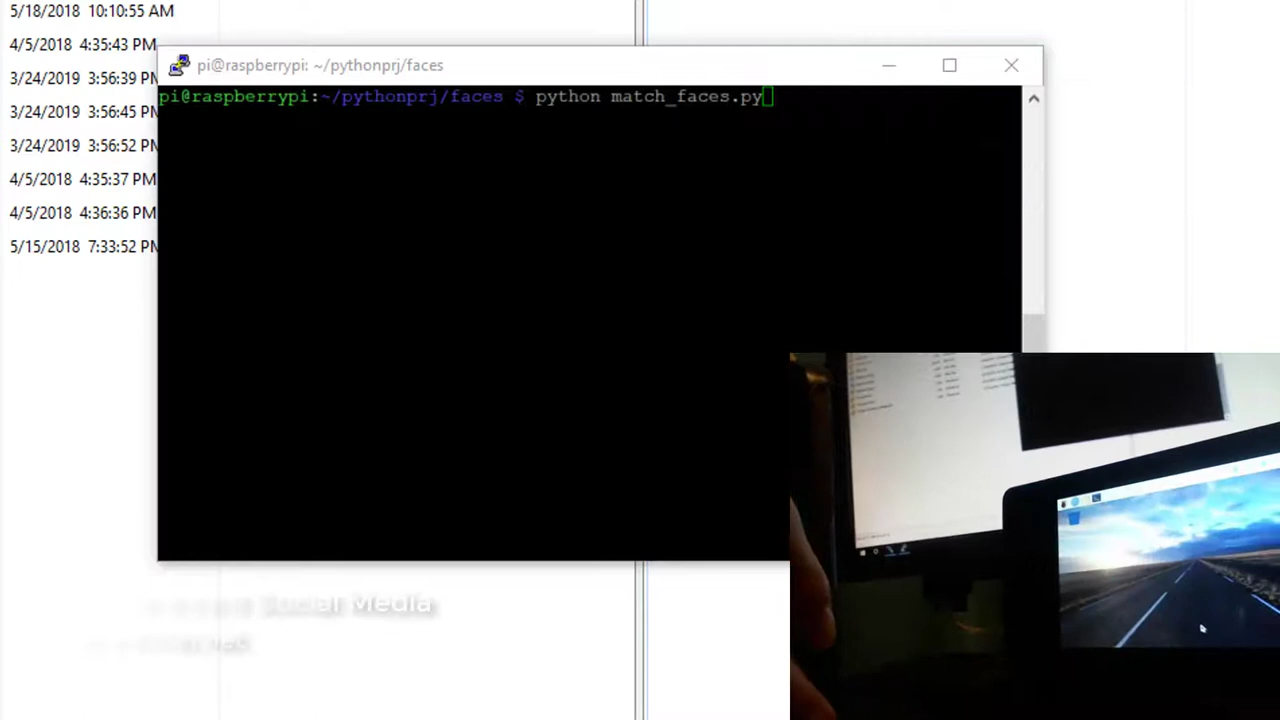 5/18/2018 10:10:55 AM
4/5/2018 4:35:43 PM
pi@raspberrypi: ~/pythonprj/faces
3/24/2019 3:56:39 PM
pi@raspberrypi:~/pythonprj/faces $ python match_faces.py
3/24/2019 3:56:45 PM
3/24/2019 3:56:52 PM
4/5/2018 4:35:37 PM
4/5/2018 4:36:36 PM
5/15/2018 7:33:52 PM
Social Media